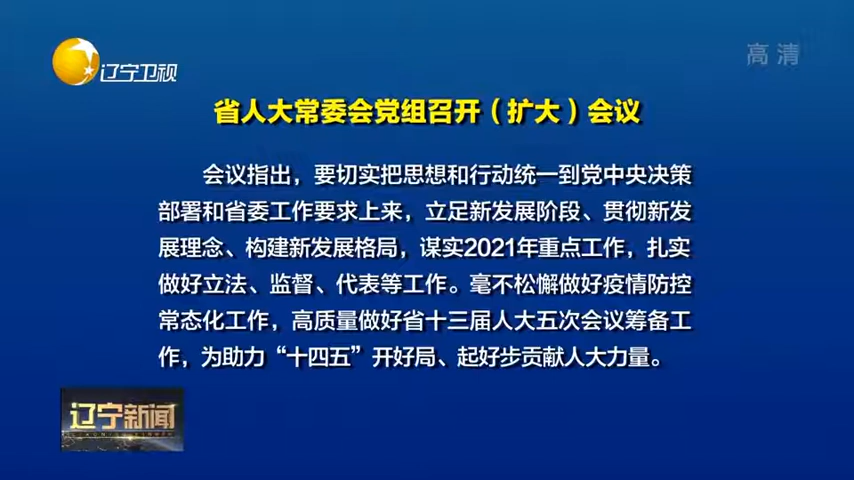 辽宁卫视
高清
省人大常委会党组召开（扩大）会议
会议指出，要切实把思想和行动统一到党中央决策
部署和省委工作要求上来，立足新发展阶段、贯彻新发
展理念、构建新发展格局，谋实2021年重点工作，扎实
做好立法、监督、代表等工作。毫不松懈做好疫情防控
常态化工作，高质量做好省十三届人大五次会议筹备工
作，为助力“十四五”开好局、起好步贡献人大力量。
辽宁新闻